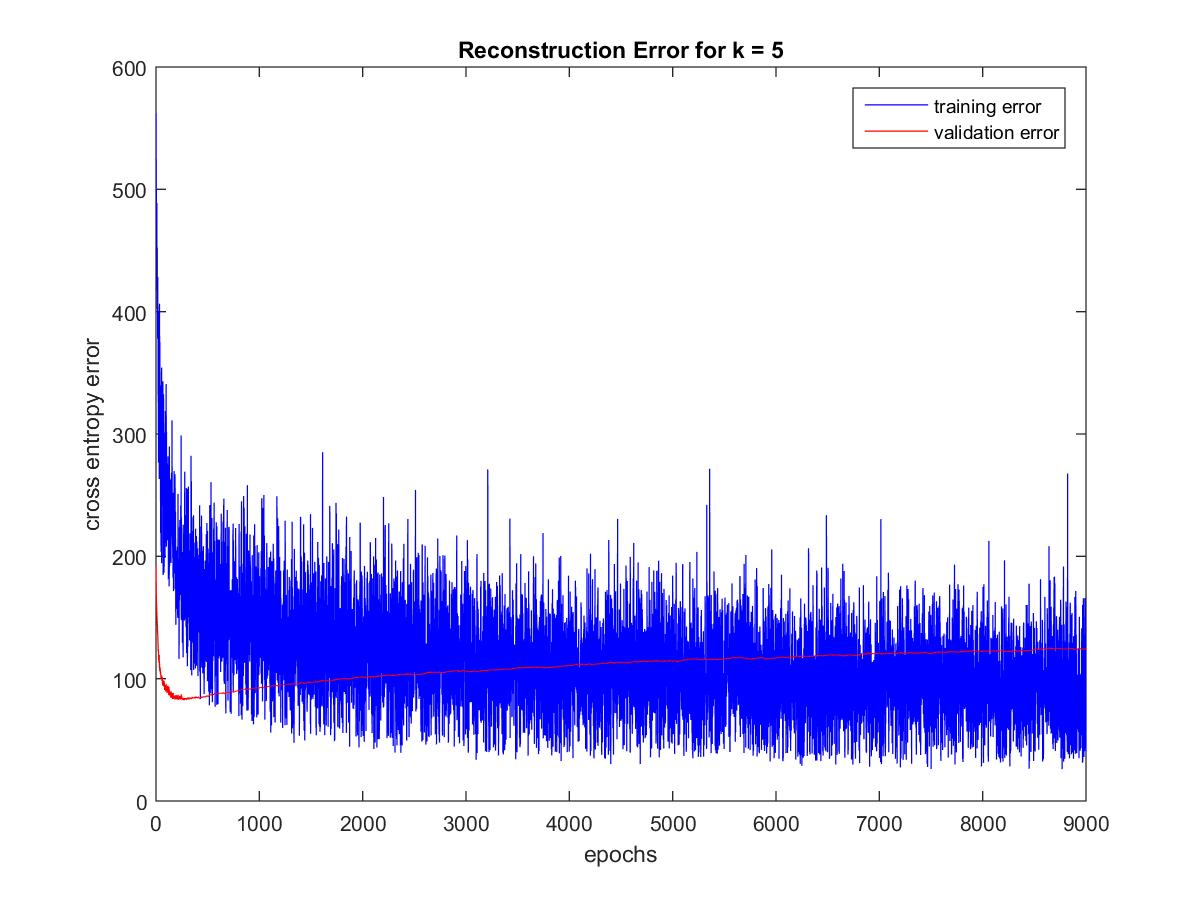 Reconstruction Error for k = 5
600
500
400
300
200
100
0
cross entropy error
training error
validation error
0 1000 2000 3000 4000 5000 6000 7000 8000 9000
epochs